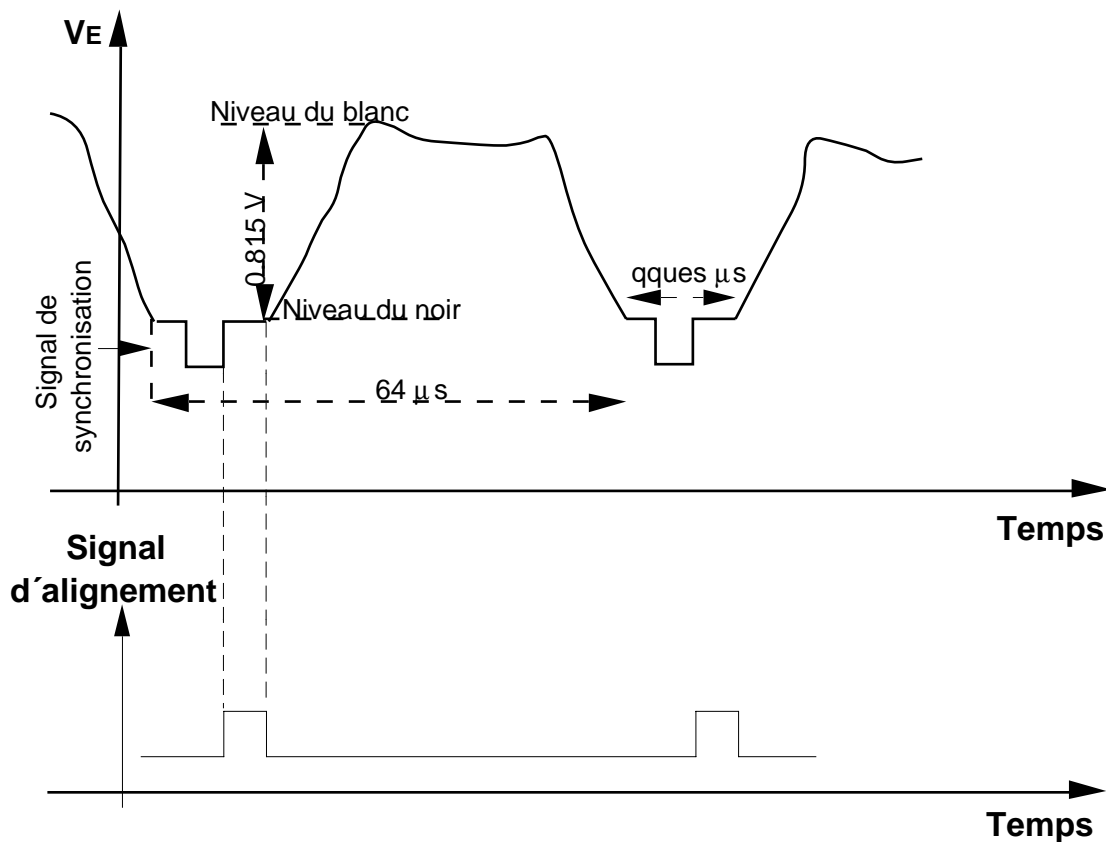 VE
Niveau du blanc
0.815 V
qques μs
Niveau du noir
Signal de
synchronisation
64 μs
Temps
Signal
d´alignement
Temps